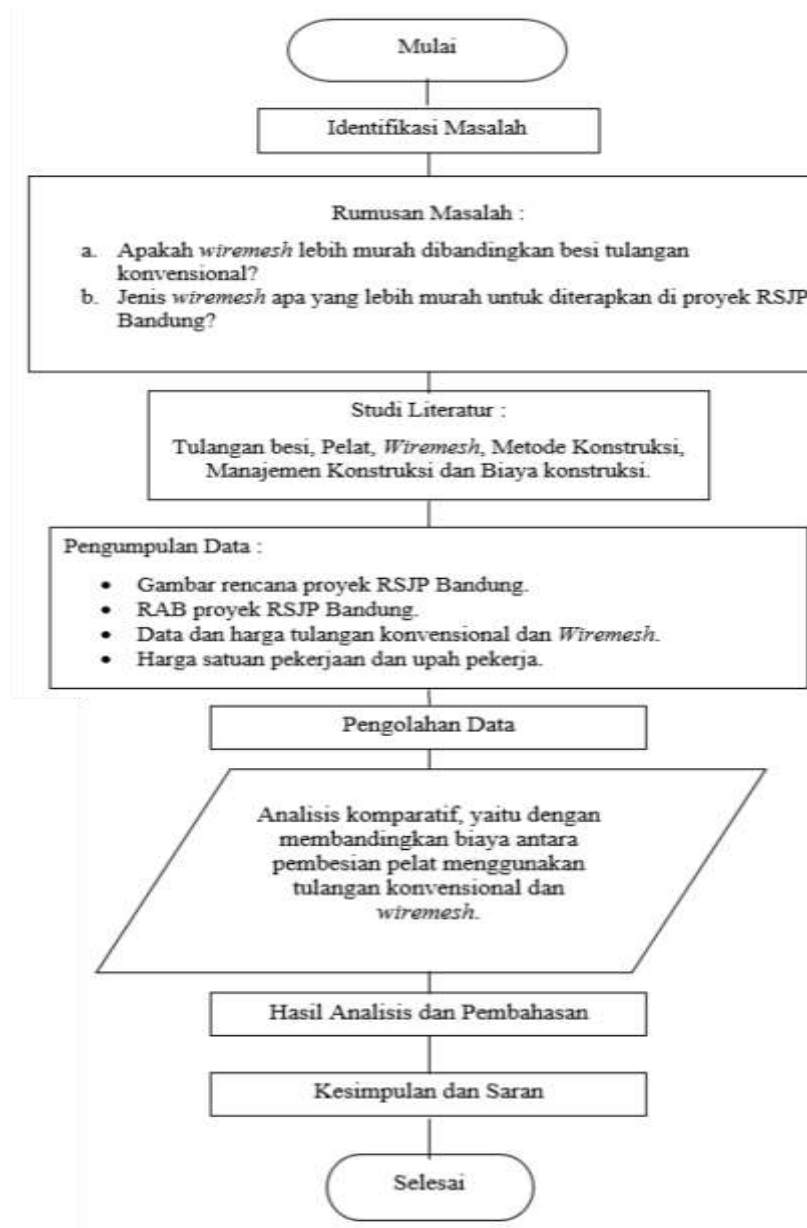 Mulai
Identifikasi Masalah
Rumusan Masalah :
a. Apakah wiremesh lebih murah dibandingkan besi tulangan
konvensional?
b. Jenis wiremesh apa yang lebih murah untuk diterapkan di proyek RSJP
Bandung?
Studi Literatur :
Tulangan besi, Pelat, Wiremesh, Metode Konstruksi,
Manajemen Konstruksi dan Biaya konstruksi.
Pengumpulan Data :
• Gambar rencana proyek RSJP Bandung.
• RAB proyek RSJP Bandung.
• Data dan harga tulangan konvensional dan Wiremesh.
• Harga satuan pekerjaan dan upah pekerja.
Pengolahan Data
Analisis komparatif, yaitu dengan
membandingkan biaya antara
pembesian pelat menggunakan
tulangan konvensional dan
wiremesh.
Hasil Analisis dan Pembahasan
Kesimpulan dan Saran
Selesai